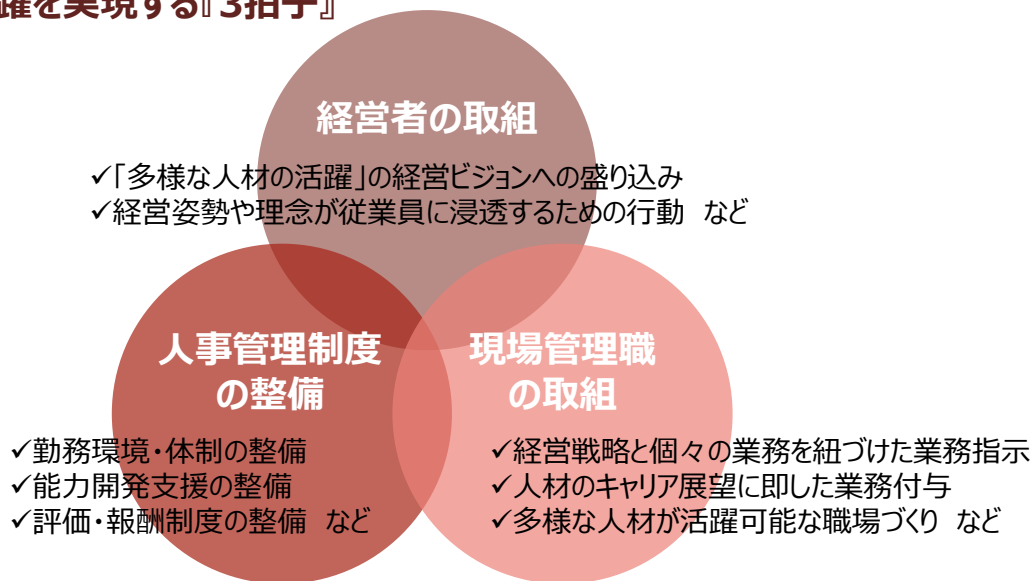 躍を実現する『3拍子』
経営者の取組
✓「多様な人材の活躍」の経営ビジョンへの盛り込み
✓経営姿勢や理念が従業員に浸透するための行動 など
人事管理制度
の整備
✓勤務環境・体制の整備
✓能力開発支援の整備
✓評価・報酬制度の整備 など
現場管理職
の取組
✓経営戦略と個々の業務を紐づけた業務指示
✓人材のキャリア展望に即した業務付与
✓多様な人材が活躍可能な職場づくり など